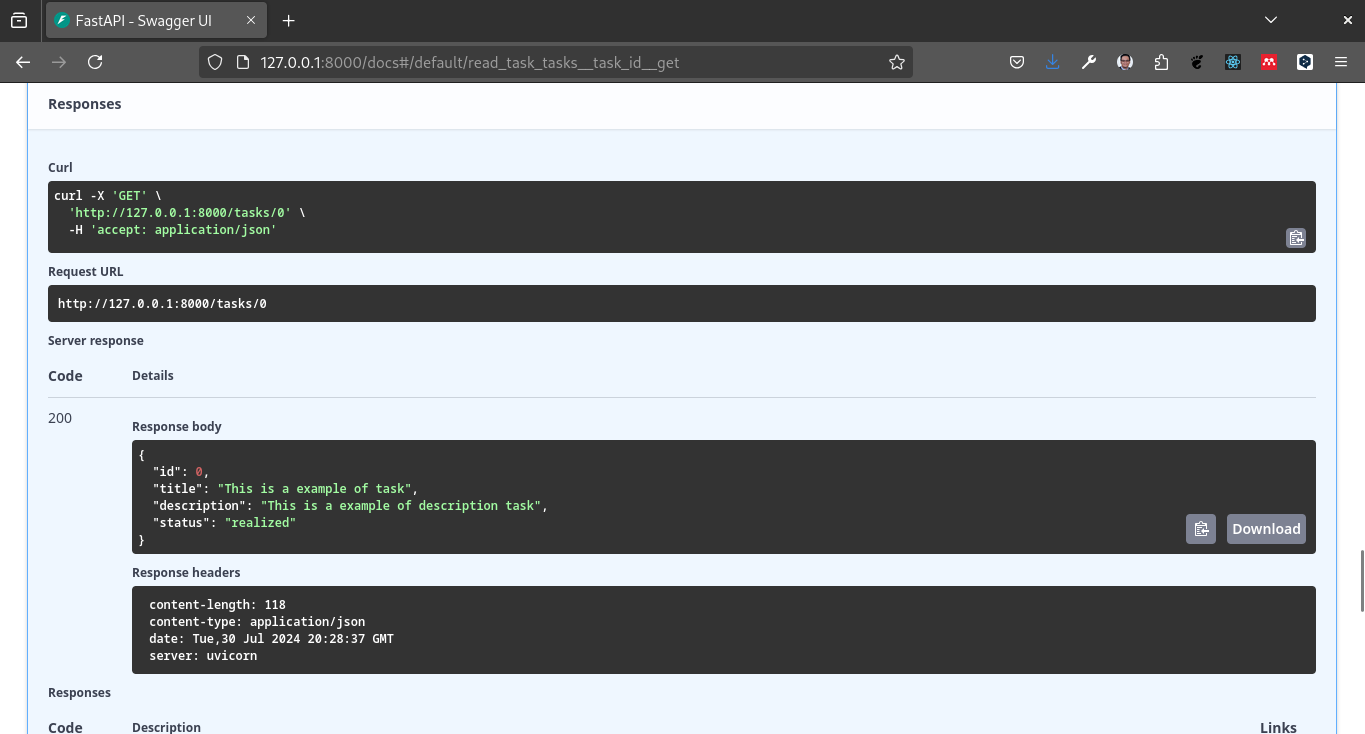 FastAPI - Swagger UI
127.0.0.1:8000/docs#/default/read_task_tasks__task_id__get
Responses
Curl
curl -X 'GET' \
  'http://127.0.0.1:8000/tasks/0' \
  -H 'accept: application/json'
Request URL
http://127.0.0.1:8000/tasks/0
Server response
Code Details
200
Response body
{
  "id": 0,
  "title": "This is a example of task",
  "description": "This is a example of description task",
  "status": "realized"
}
Download
Response headers
content-length: 118
content-type: application/json
date: Tue,30 Jul 2024 20:28:37 GMT
server: uvicorn
Responses
Code Description Links